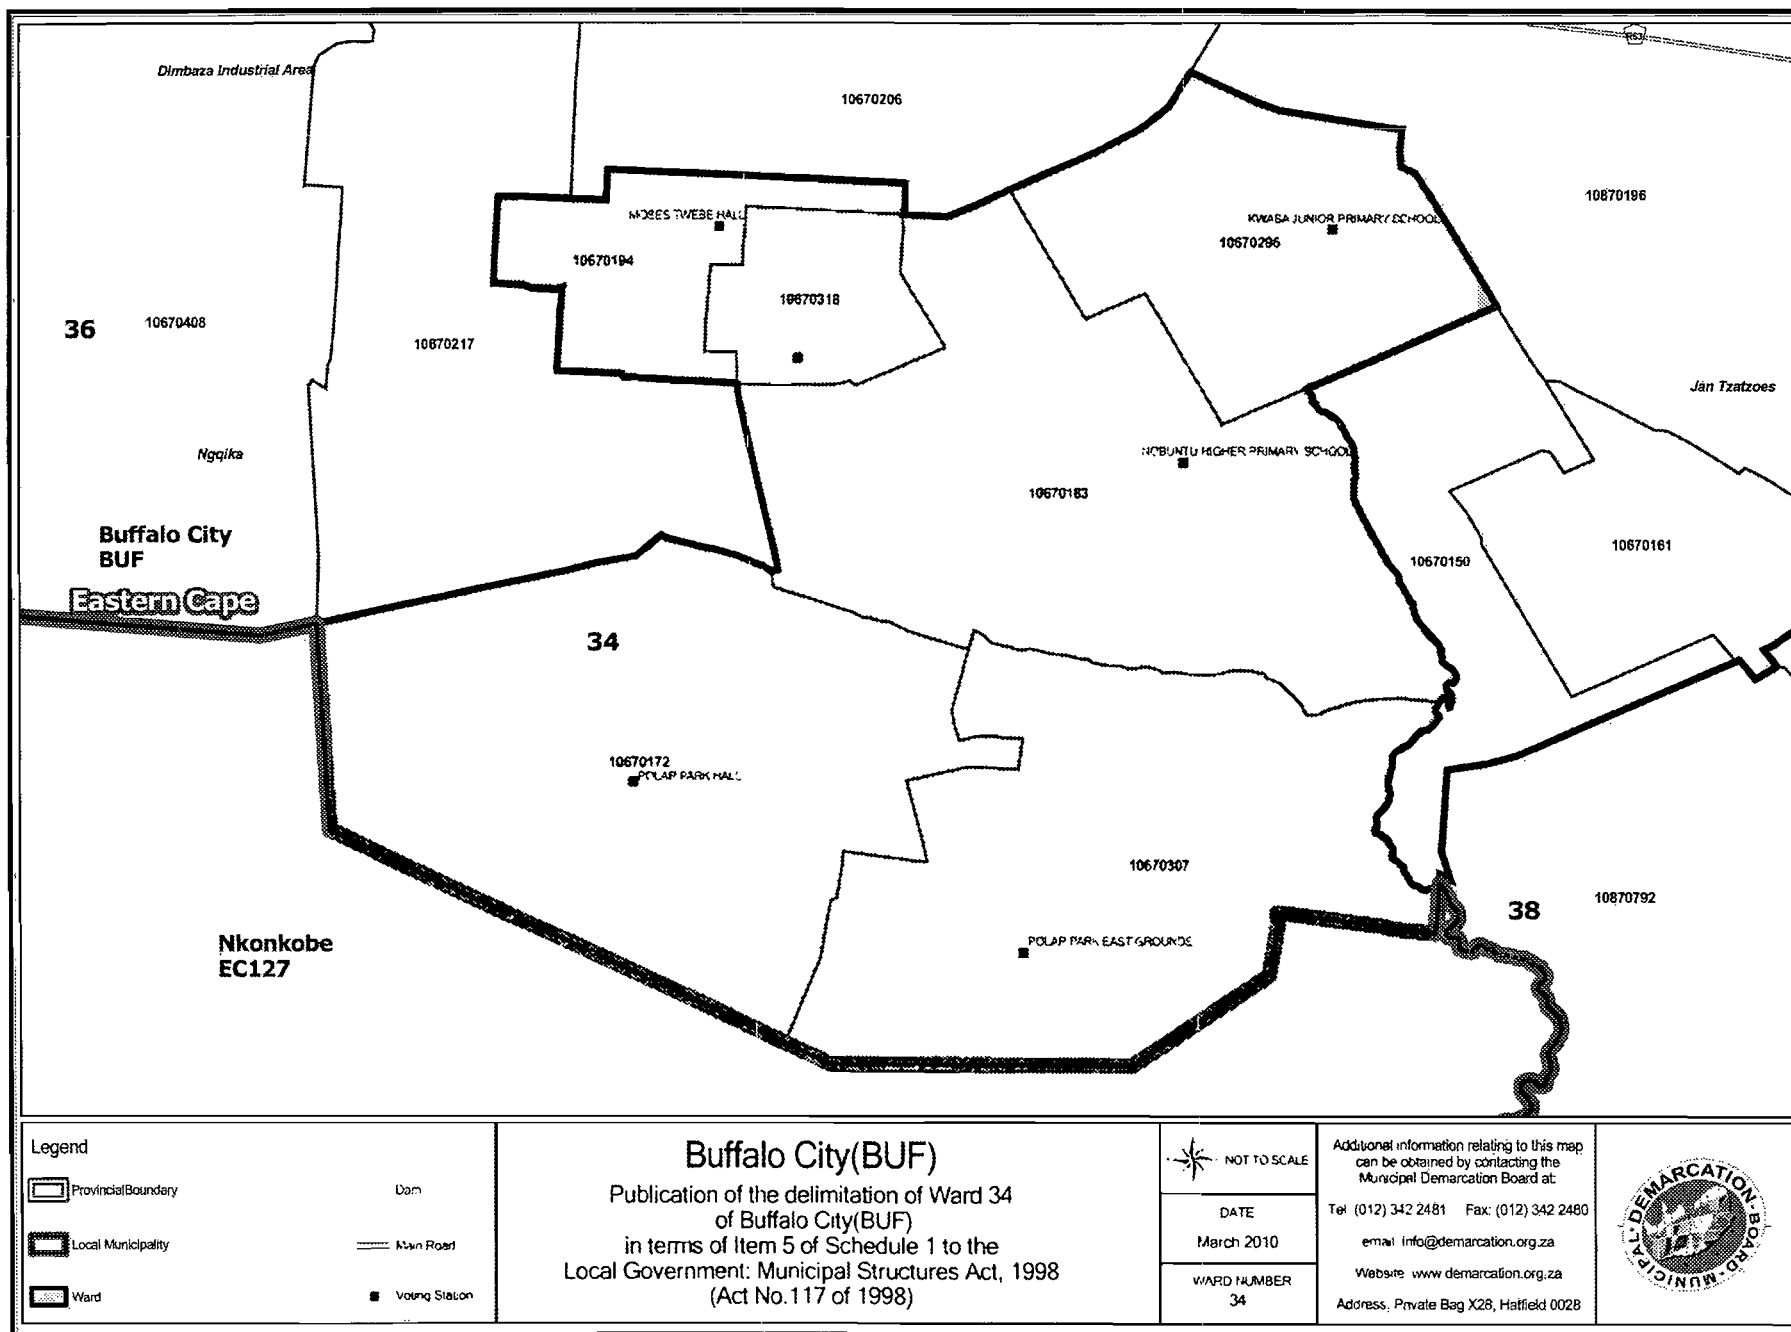 R63
Dimbaza Industrial Area
10670206
10870196
MOSES TWEBE HALL
KWASA JUNIOR PRIMARY SCHOOL
10670296
10670194
10670318
36
10670408
10870217
Jan Tzatzoes
Ngqika
NOBUNTU HIGHER PRIMARY SCHOOL
10670183
Buffalo City
BUF
10670161
10670150
Eastern Cape
34
10670172
POLAP PARK HALL
10670307
10870792
38
Nkonkobe
EC127
POLAP PARK EAST GROUNDS
Legend
Provincial Boundary
Dam
Local Municipality
Main Road
Ward
Voting Station
Buffalo City(BUF)
Publication of the delimitation of Ward 34
of Buffalo City(BUF)
in terms of Item 5 of Schedule 1 to the
Local Government: Municipal Structures Act, 1998
(Act No.117 of 1998)
NOT TO SCALE
DATE
March 2010
WARD NUMBER
34
Additional information relating to this map
can be obtained by contacting the
Municipal Demarcation Board at:
Tel (012) 342 2481 Fax: (012) 342 2480
email info@demarcation.org.za
Website www demarcation.org.za
Address, Private Bag X28, Hatfield 0028
MUNICIPAL DEMARCATION BOARD